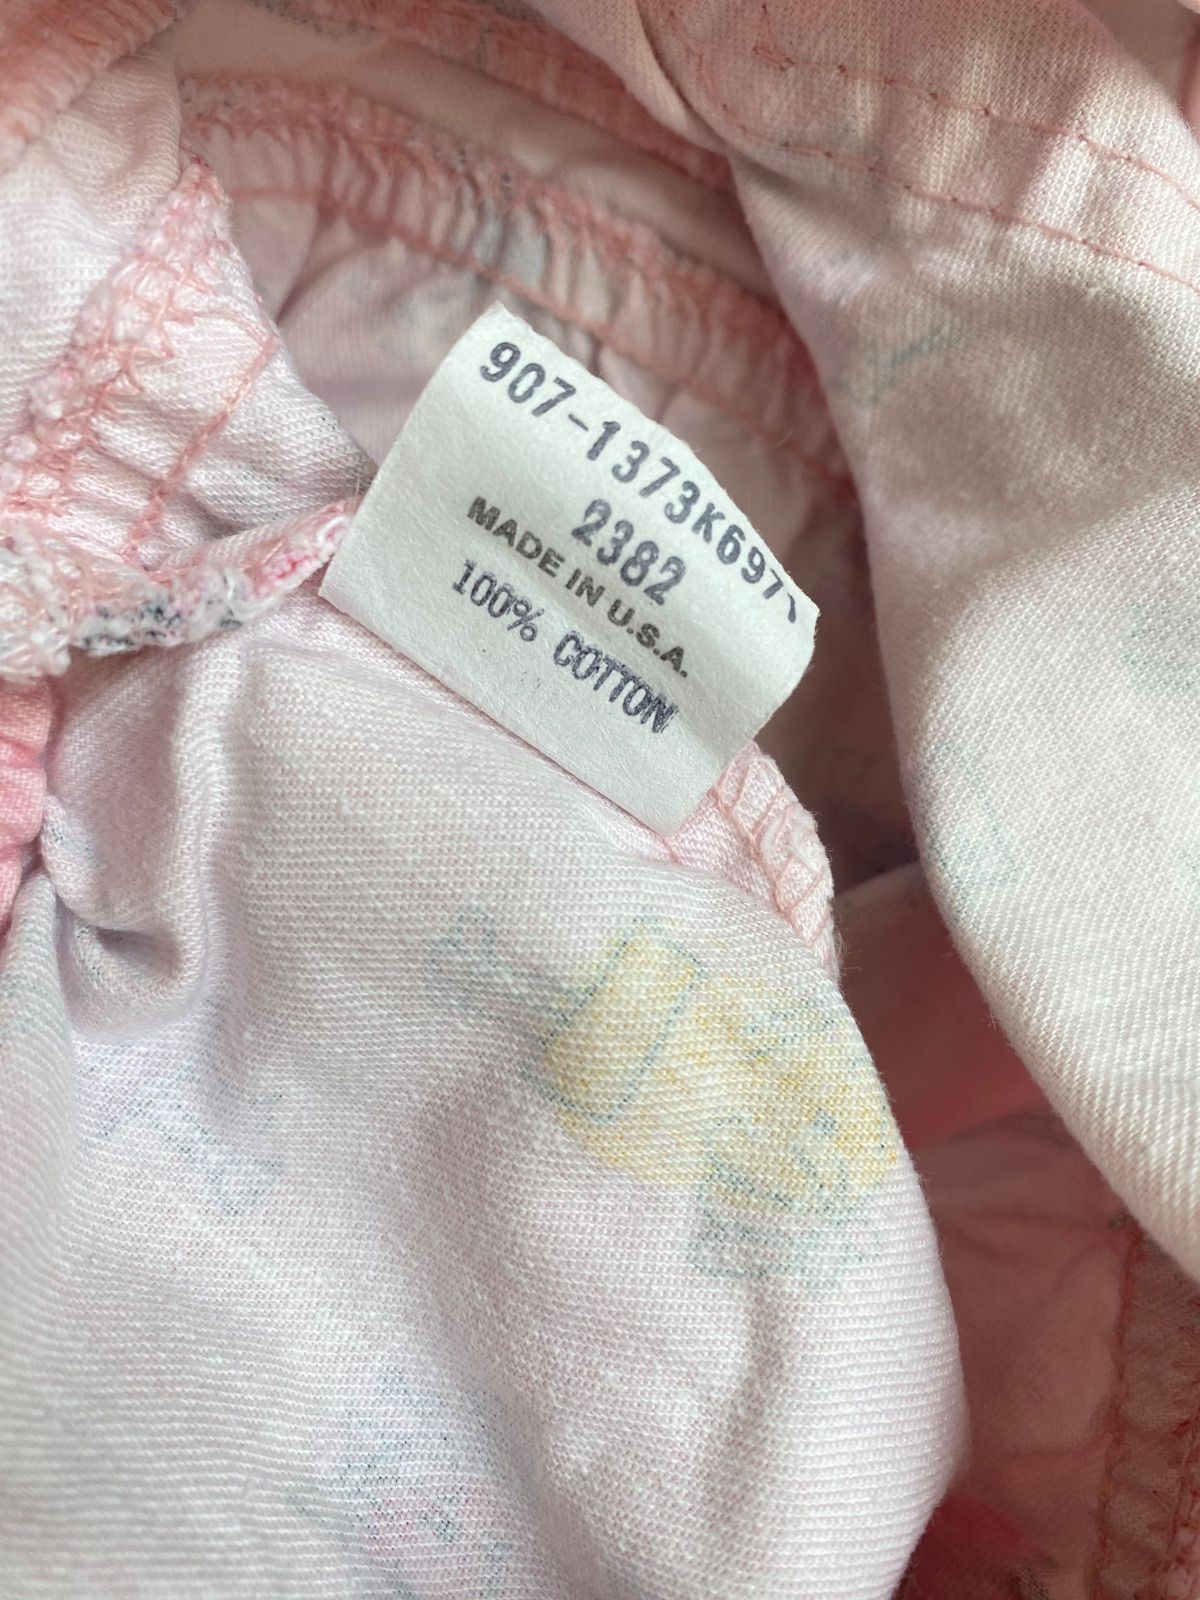 907-1373K697
2382
MADE IN U.S.A.
100% COTTON